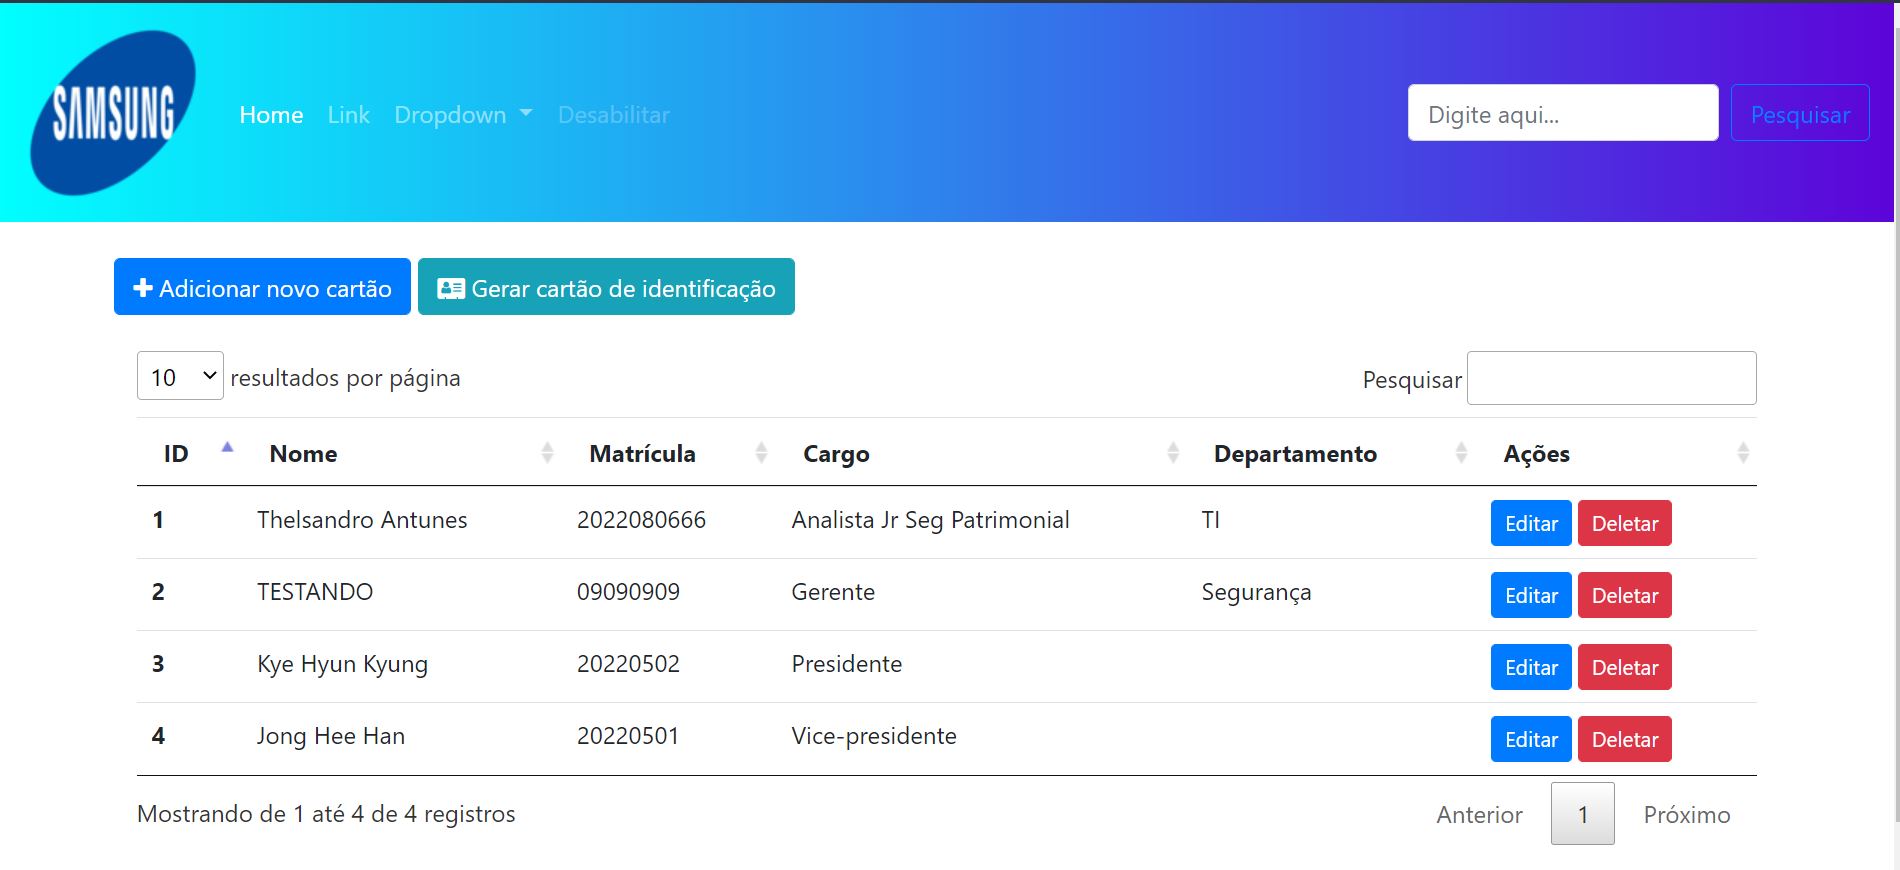 SAMSUNG
Home Link Dropdown Desabilitar Digite aqui... Pesquisar
Adicionar novo cartão Gerar cartão de identificação
10 resultados por página Pesquisar
ID Nome Matrícula Cargo Departamento Ações
1 Thelsandro Antunes 2022080666 Analista Jr Seg Patrimonial TI Editar Deletar
2 TESTANDO 09090909 Gerente Segurança Editar Deletar
3 Kye Hyun Kyung 20220502 Presidente Editar Deletar
4 Jong Hee Han 20220501 Vice-presidente Editar Deletar
Mostrando de 1 até 4 de 4 registros Anterior 1 Próximo